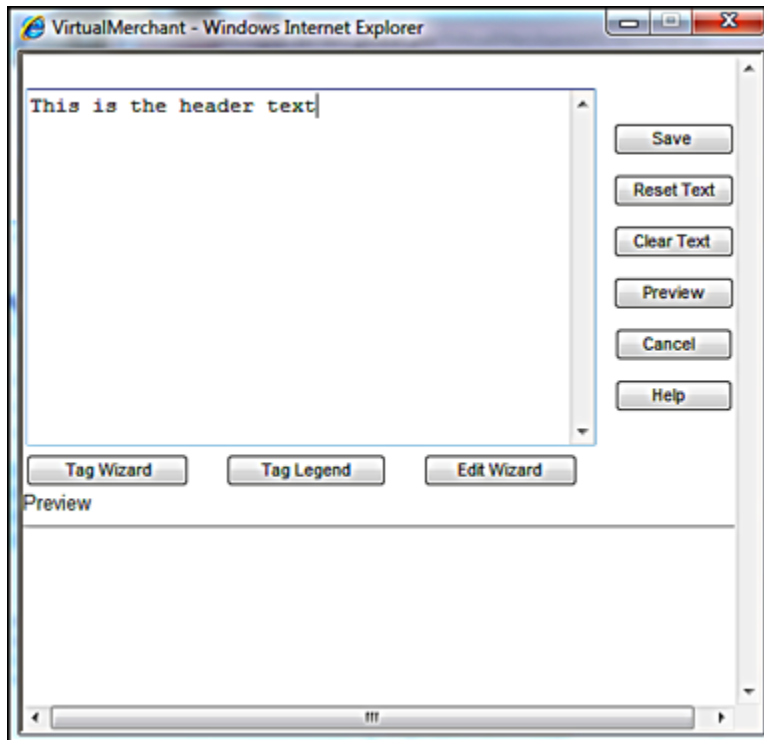 VirtualMerchant - Windows Internet Explorer
This is the header text
Save
Reset Text
Clear Text
Preview
Cancel
Help
Tag Wizard
Tag Legend
Edit Wizard
Preview